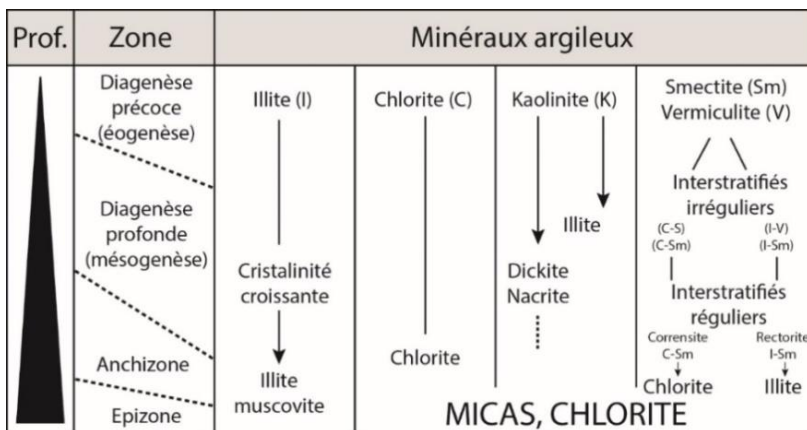 Prof.
Zone
Minéraux argileux
Diagenèse
précoce
(éogenèse)
Diagenèse
profonde
(mésogenèse)
Anchizone
Epizone
Illite (I)
Cristalinité
croissante
Illite
muscovite
Chlorite (C)
Chlorite
Kaolinite (K)
Illite
Dickite
Nacrite
Smectite (Sm)
Vermiculite (V)
Interstratifiés
irréguliers
(C-S) (I-V)
(C-Sm) (I-Sm)
Interstratifiés
réguliers
Corrensite Rectorite
C-Sm I-Sm
Chlorite Illite
MICAS, CHLORITE